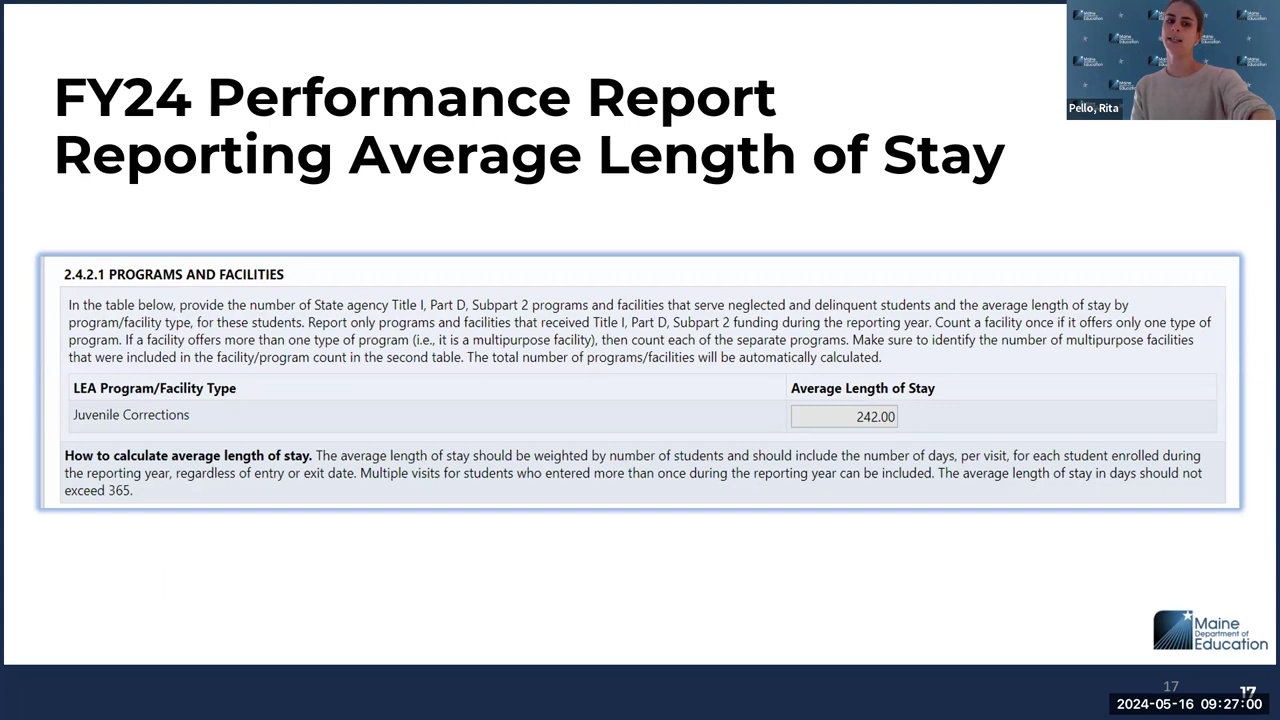 FY24 Performance Report
Reporting Average Length of Stay
Maine
Department of
Education
Pello, Rita
2.4.2.1 PROGRAMS AND FACILITIES
In the table below, provide the number of State agency Title I, Part D, Subpart 2 programs and facilities that serve neglected and delinquent students and the average length of stay by
program/facility type, for these students. Report only programs and facilities that received Title I, Part D, Subpart 2 funding during the reporting year. Count a facility once if it offers only one type of
program. If a facility offers more than one type of program (i.e., it is a multipurpose facility), then count each of the separate programs. Make sure to identify the number of multipurpose facilities
that were included in the facility/program count in the second table. The total number of programs/facilities will be automatically calculated.
LEA Program/Facility Type Average Length of Stay
Juvenile Corrections 242.00
How to calculate average length of stay. The average length of stay should be weighted by number of students and should include the number of days, per visit, for each student enrolled during
the reporting year, regardless of entry or exit date. Multiple visits for students who entered more than once during the reporting year can be included. The average length of stay in days should not
exceed 365.
Maine
Department of
Education
17
17
2024-05-16 09:27:00